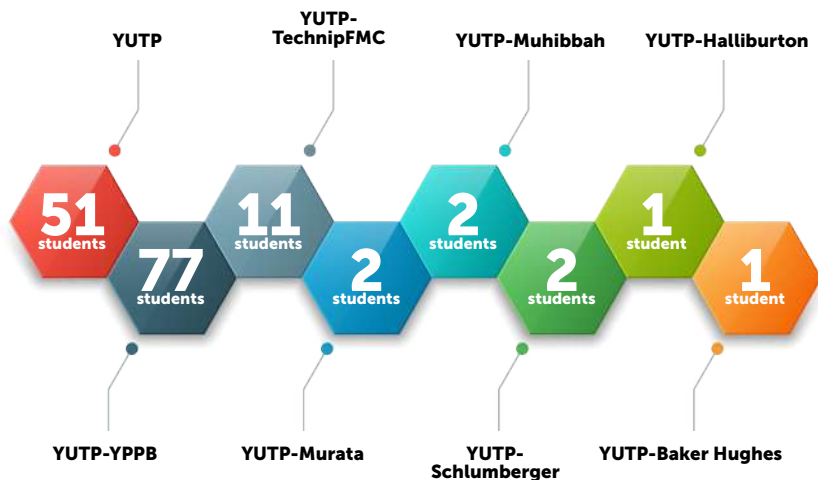 YUTP
YUTP-
TechnipFMC
YUTP-Muhibbah
YUTP-Halliburton
51
students
77
students
11
students
2
students
2
students
2
students
1
student
1
student
YUTP-YPPB
YUTP-Murata
YUTP-
Schlumberger
YUTP-Baker Hughes